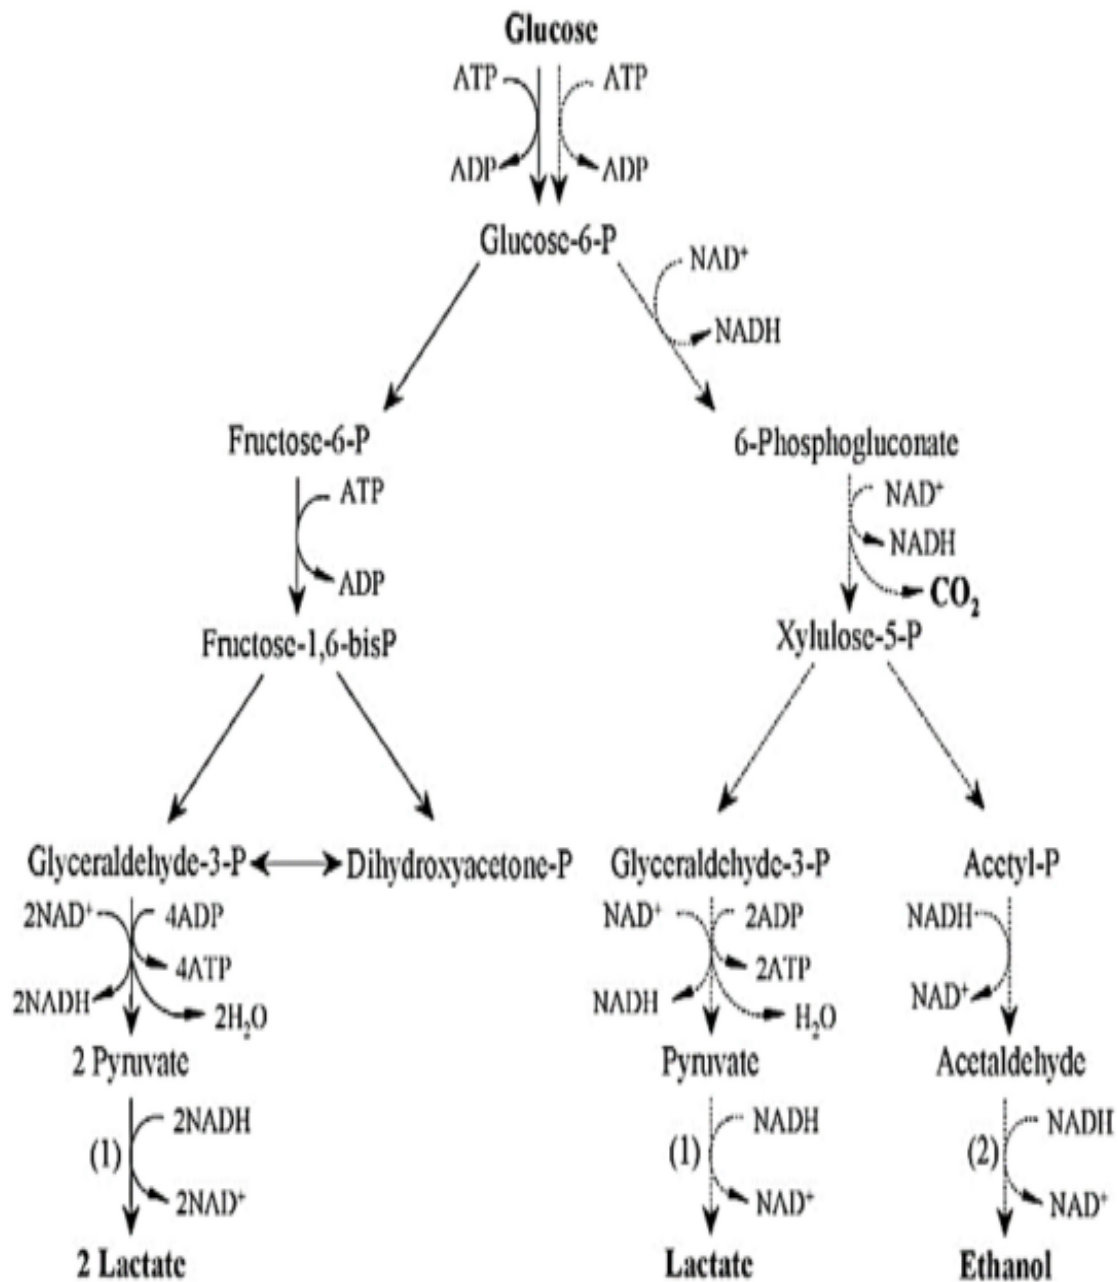 Glucose
ATP ATP
ADP ADP
Glucose-6-P
NAD⁺
NADH
Fructose-6-P 6-Phosphogluconate
ATP NAD⁺
NADH
ADP CO₂
Fructose-1,6-bisP Xylulose-5-P
Glyceraldehyde-3-P Dihydroxyacetone-P Glyceraldehyde-3-P Acetyl-P
2NAD⁺ 4ADP NAD⁺ 2ADP NADH
4ATP 2ATP
2NADH 2H₂O NADH H₂O NAD⁺
2 Pyruvate Pyruvate Acetaldehyde
2NADH NADH NADH
(1) (1) (2)
2NAD⁺ NAD⁺ NAD⁺
2 Lactate Lactate Ethanol